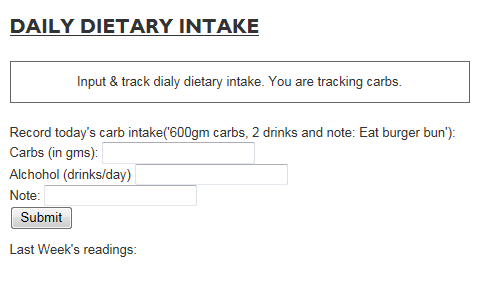 DAILY DIETARY INTAKE
Input & track dialy dietary intake. You are tracking carbs.
Record today's carb intake('600gm carbs, 2 drinks and note: Eat burger bun'):
Carbs (in gms):
Alchohol (drinks/day)
Note:
Submit
Last Week's readings: